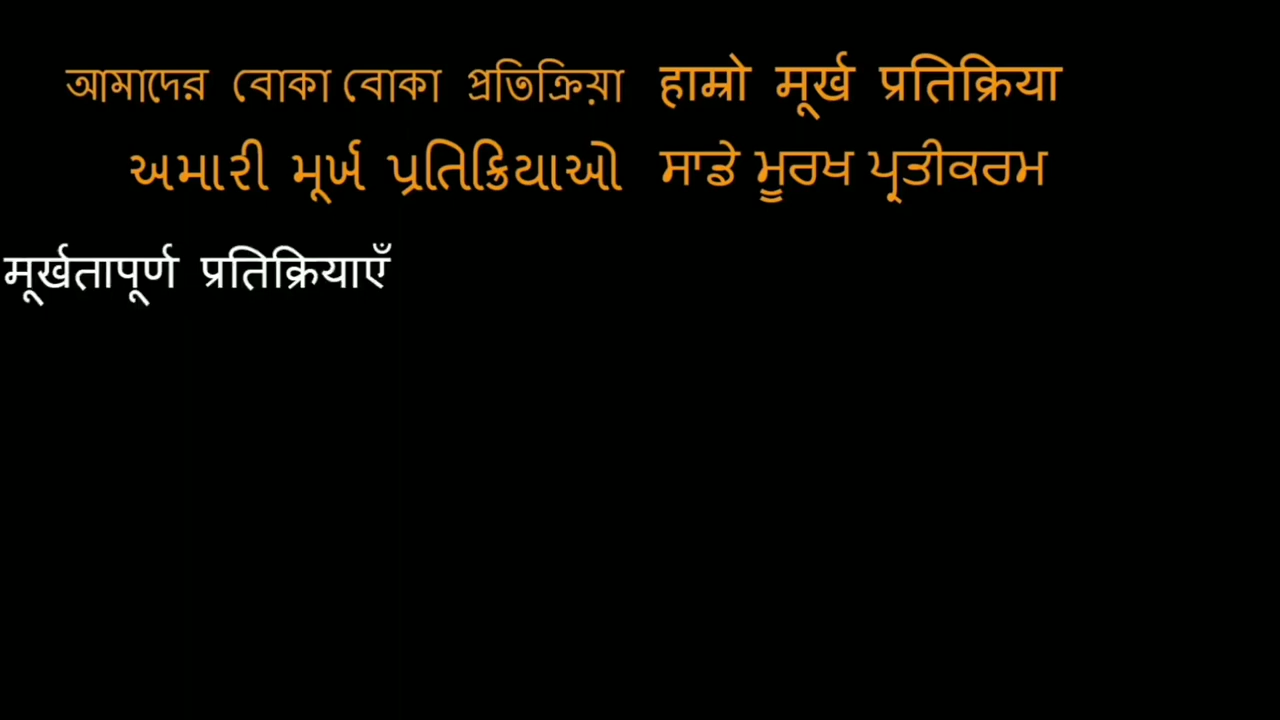 আমাদের বোকা বোকা প্রতিক্রিয়া हाम्रो मूर्ख प्रतिक्रिया
અમારી મૂર્ખ પ્રતિક્રિયાઓ ਸਾਡੇ ਮੂਰਖ ਪ੍ਰਤੀਕਰਮ
मूर्खतापूर्ण प्रतिक्रियाएँ